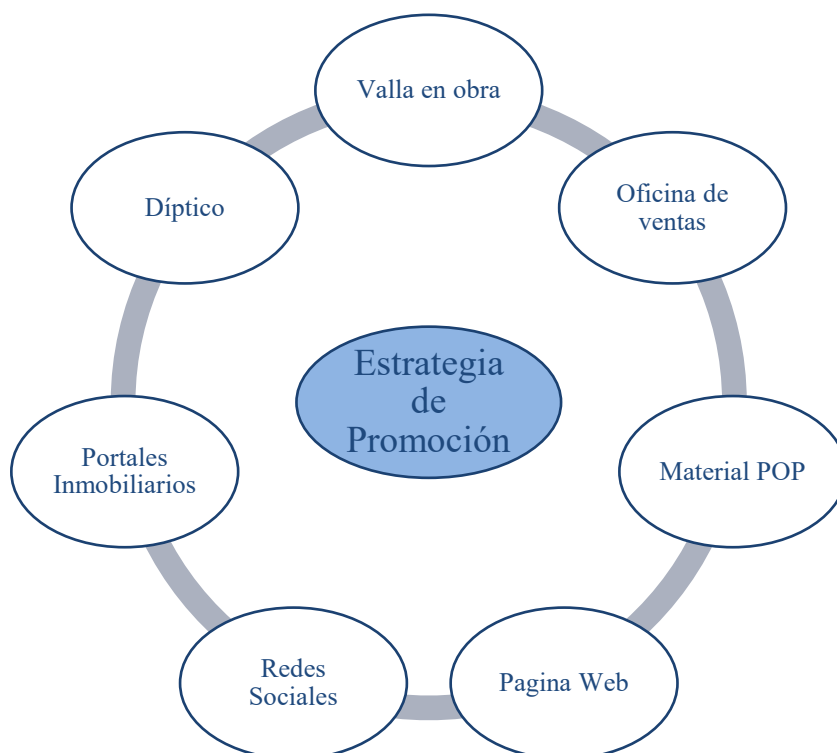 Valla en obra
Oficina de
ventas
Material POP
Pagina Web
Redes
Sociales
Portales
Inmobiliarios
Díptico
Estrategia
de
Promoción